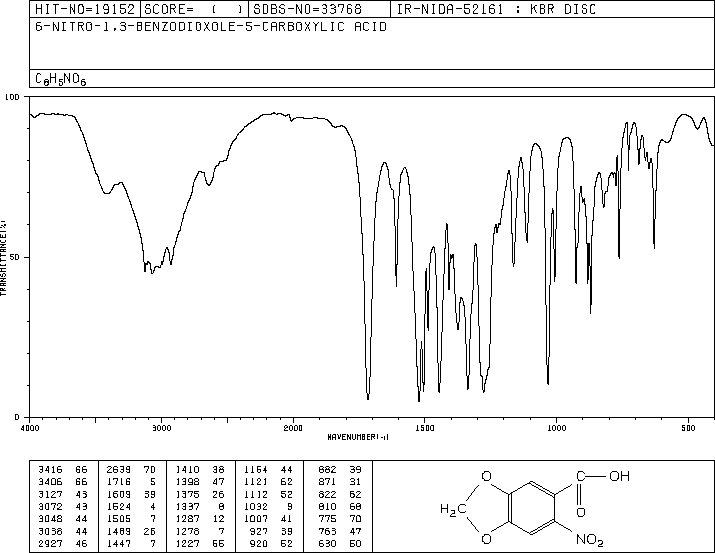 HIT-NO=19152 SCORE= ( ) SDBS-NO=33768 IR-NIDA-52161 : KBR DISC
6-NITRO-1,3-BENZODIOXOLE-5-CARBOXYLIC ACID
C8H5NO6
100
50
0
TRANSMITTANCE(%)
4000 3000 2000 1500 1000 500
WAVENUMBER(-1)
3416 66 2639 70 1410 38 1164 44 882 39
3406 66 1716 5 1398 47 1121 62 871 31
3127 43 1609 39 1375 26 1112 52 822 62
3072 43 1524 4 1337 8 1032 9 810 68
3048 44 1505 7 1287 12 1007 41 775 70
3038 44 1489 26 1278 7 927 39 763 47
2927 46 1447 7 1227 55 920 52 630 50
O C OH
H2C O
O NO2